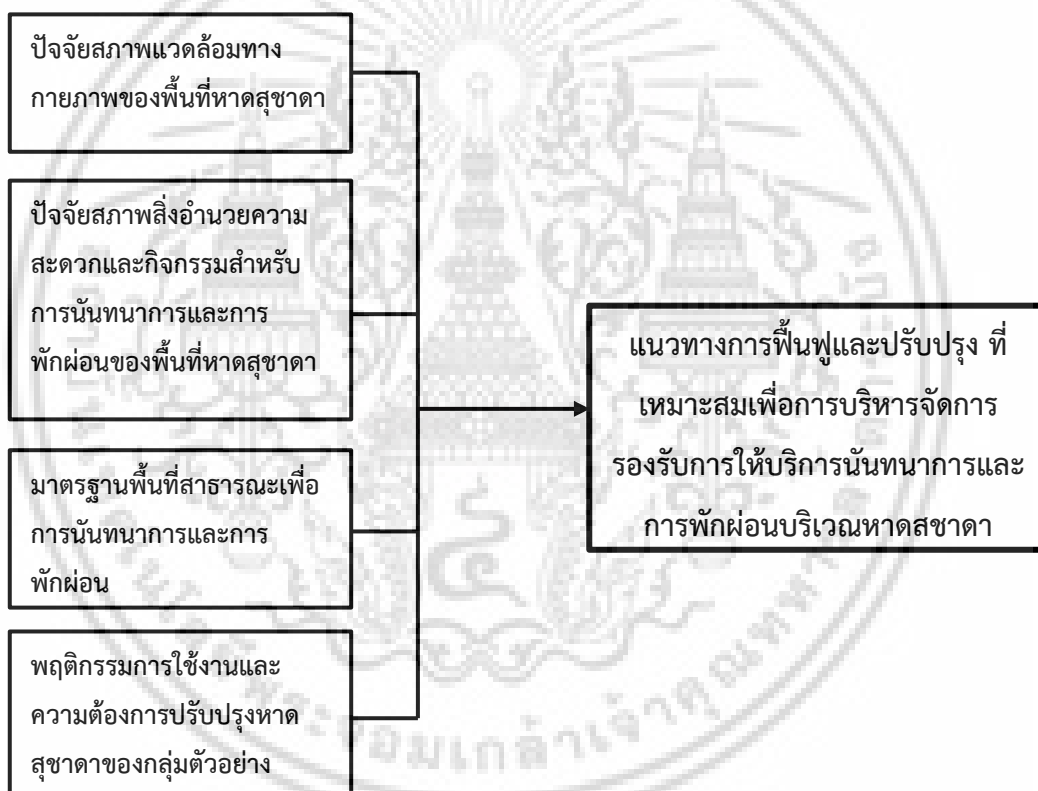 ปัจจัยสภาพแวดล้อมทาง
กายภาพของพื้นที่หาดสุชาดา
ปัจจัยสภาพสิ่งอำนวยความ
สะดวกและกิจกรรมสำหรับ
การนันทนาการและการ
พักผ่อนของพื้นที่หาดสุชาดา
มาตรฐานพื้นที่สาธารณะเพื่อ
การนันทนาการและการ
พักผ่อน
พฤติกรรมการใช้งานและ
ความต้องการปรับปรุงหาด
สุชาดาของกลุ่มตัวอย่าง
แนวทางการฟื้นฟูและปรับปรุง ที่
เหมาะสมเพื่อการบริหารจัดการ
รองรับการให้บริการนันทนาการและ
การพักผ่อนบริเวณหาดสชาดา